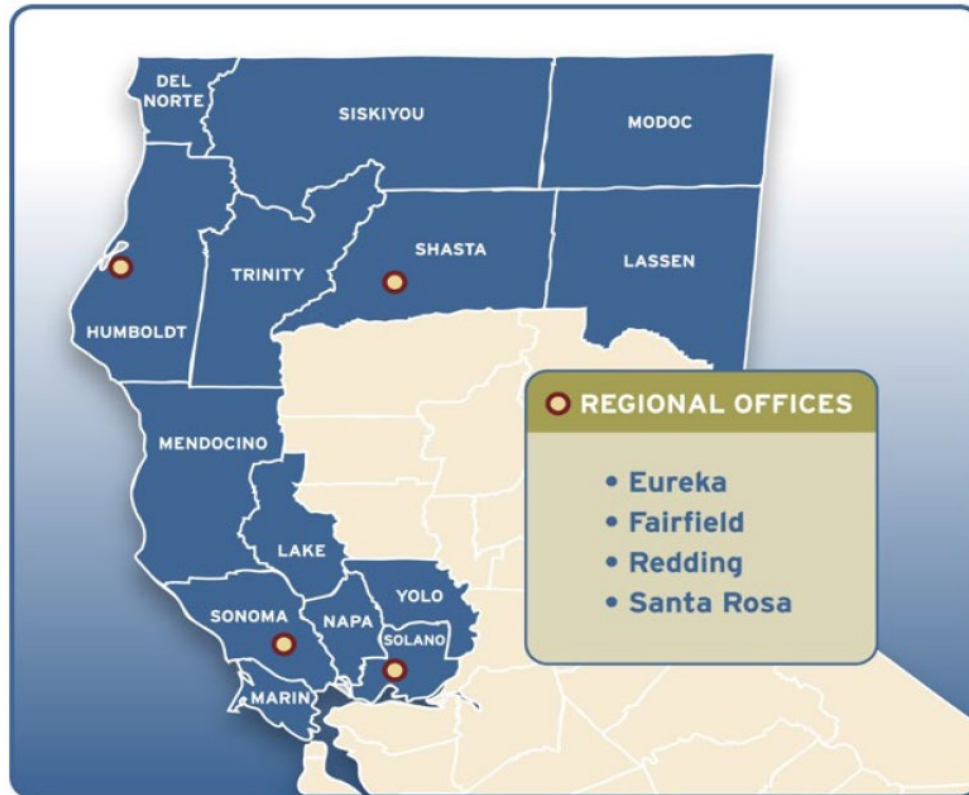 DEL
NORTE
SISKIYOU
MODOC
SHASTA
LASSEN
TRINITY
HUMBOLDT
MENDOCINO
LAKE
YOLO
SONOMA
NAPA
SOLANO
MARIN
REGIONAL OFFICES
• Eureka
• Fairfield
• Redding
• Santa Rosa